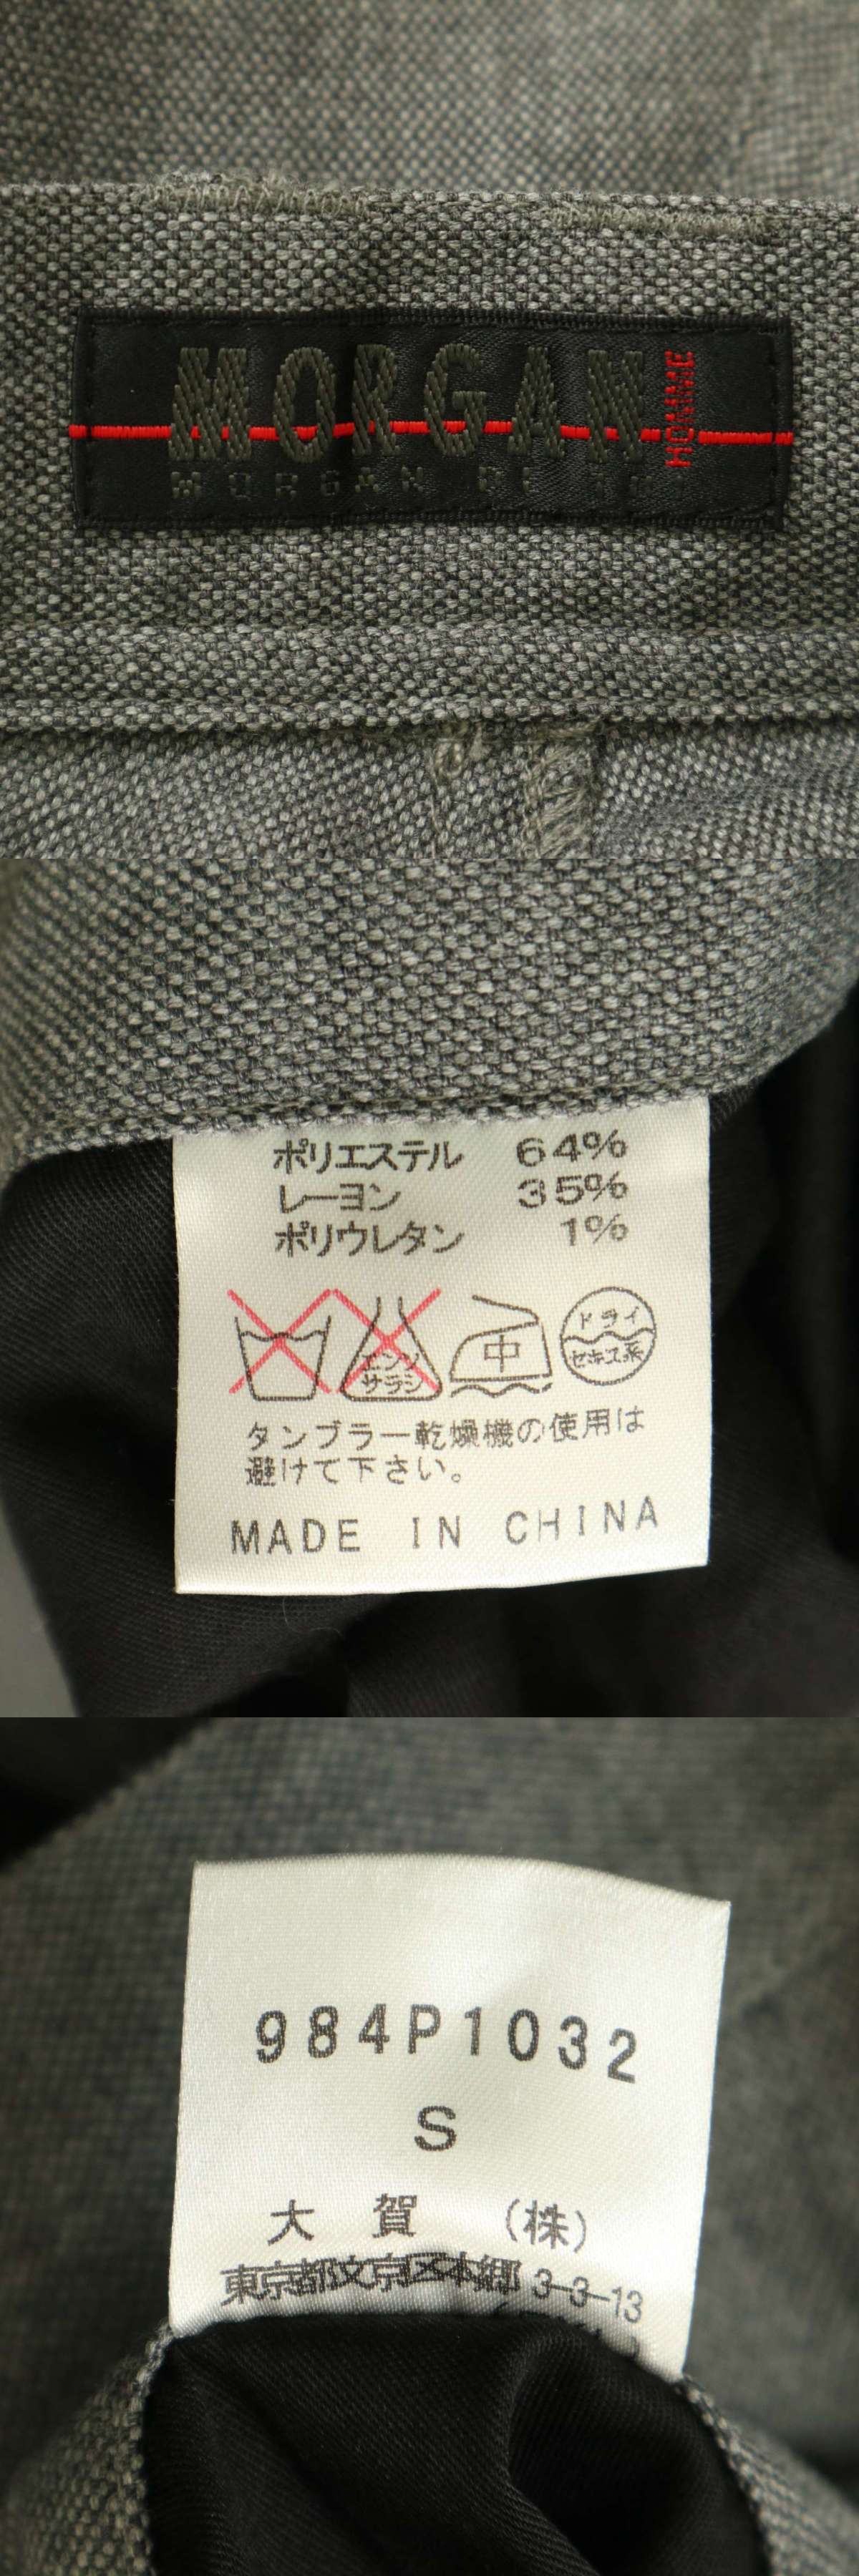 MORGAN HOMME
MORGAN DE TOI
ポリエステル 64%
レーヨン 35%
ポリウレタン 1%
エンソ
サラシ
中
ドライ
セキユ系
タンブラー乾燥機の使用は
避けて下さい。
MADE IN CHINA
984P1032
S
大賀 (株)
東京都文京区本郷3-3-13